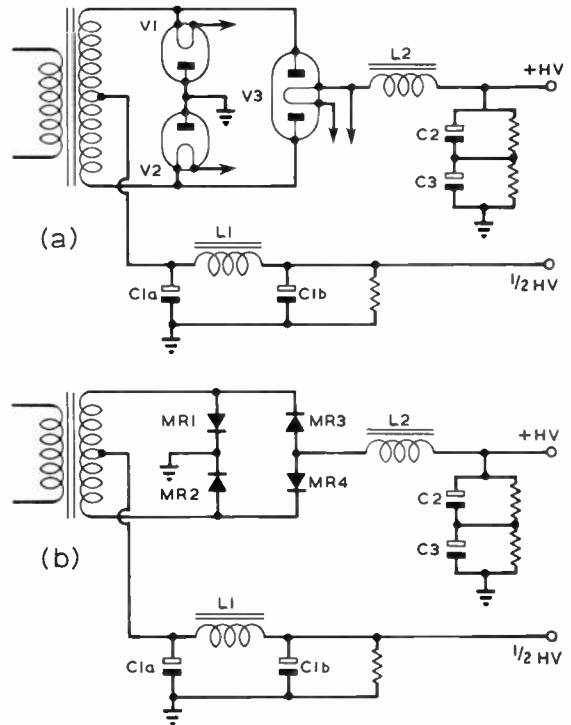 V1
V2
V3
L2
+HV
C2
C3
(a)
L1
C1a
C1b
1/2 HV
MR1
MR2
MR3
MR4
L2
+HV
C2
C3
(b)
L1
C1a
C1b
1/2 HV